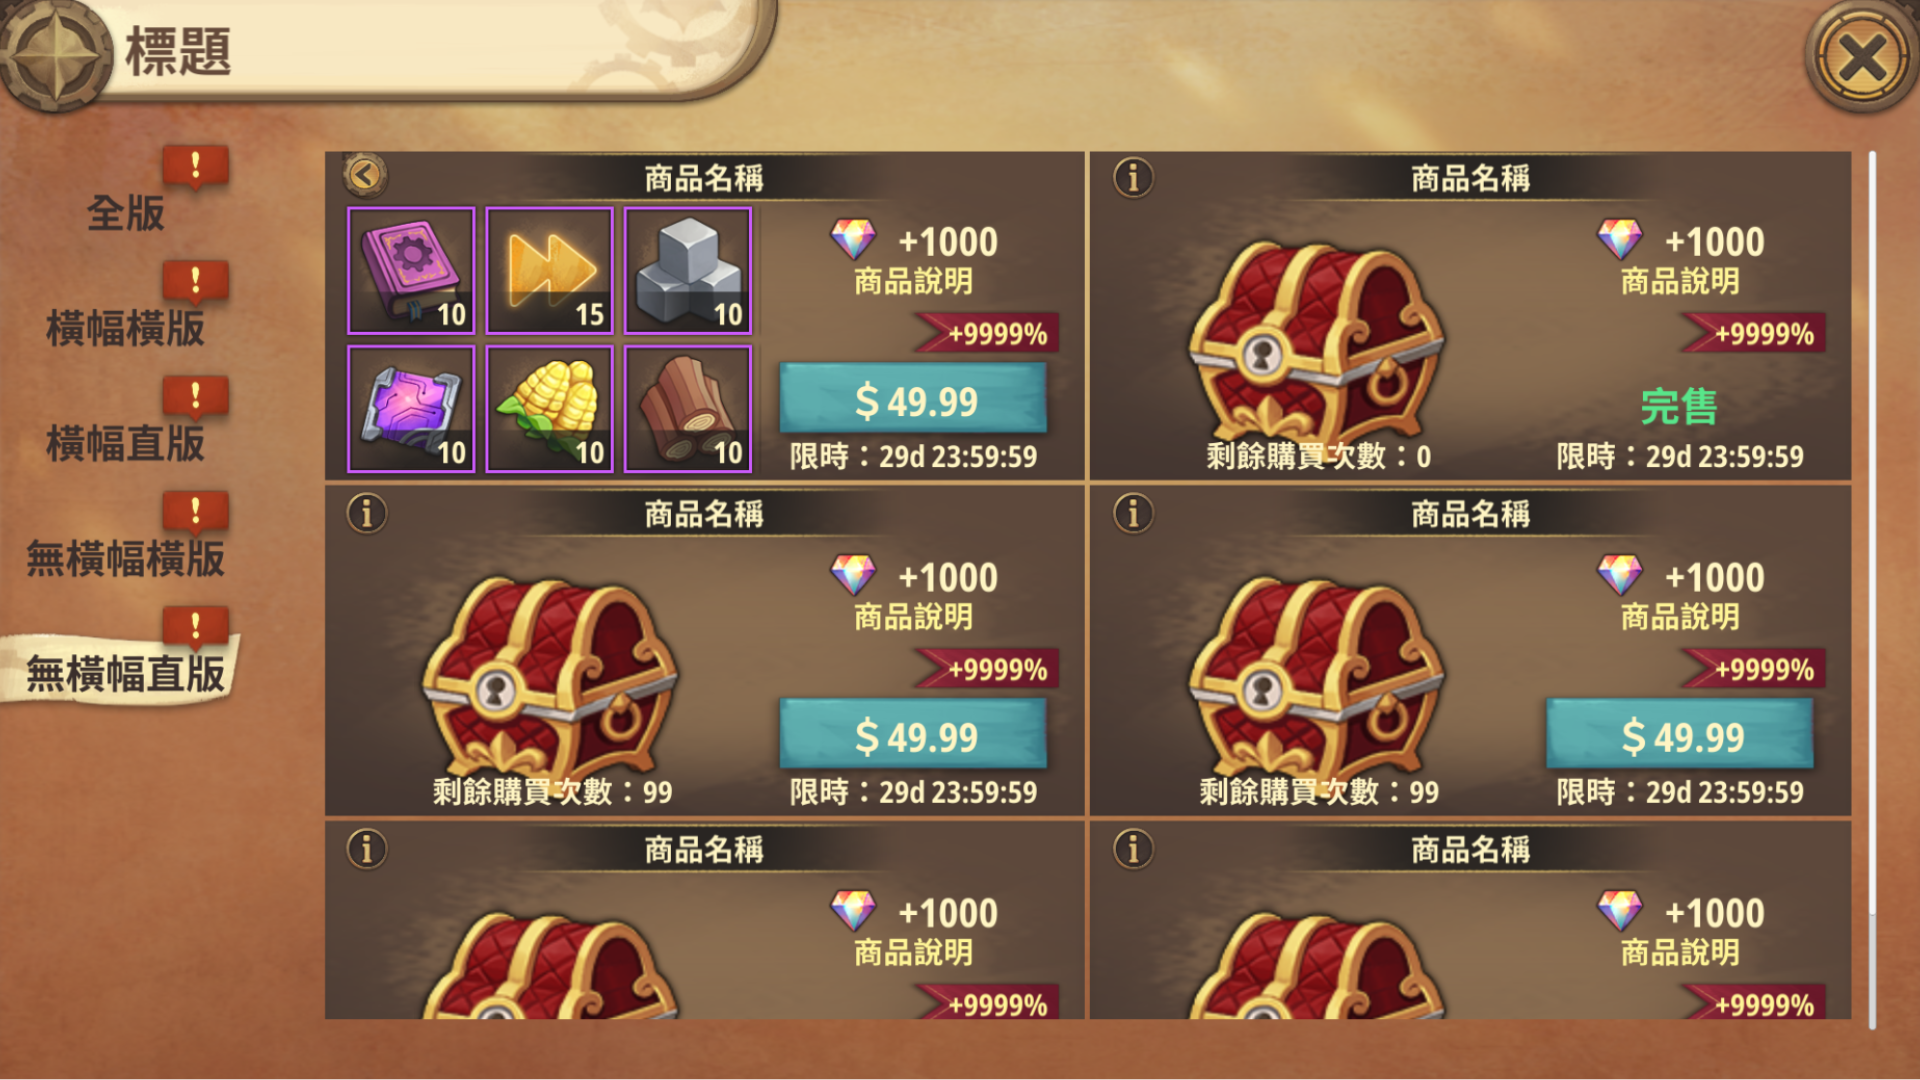 標題
!
全版
!
橫幅橫版
!
橫幅直版
!
無橫幅橫版
!
無橫幅直版
商品名稱
10
15
10
10
10
10
+1000
商品說明
+9999%
$ 49.99
限時：29d 23:59:59
i
商品名稱
+1000
商品說明
+9999%
完售
剩餘購買次數：0
限時：29d 23:59:59
i
商品名稱
+1000
商品說明
+9999%
$ 49.99
剩餘購買次數：99
限時：29d 23:59:59
i
商品名稱
+1000
商品說明
+9999%
$ 49.99
剩餘購買次數：99
限時：29d 23:59:59
i
商品名稱
+1000
商品說明
+9999%
i
商品名稱
+1000
商品說明
+9999%